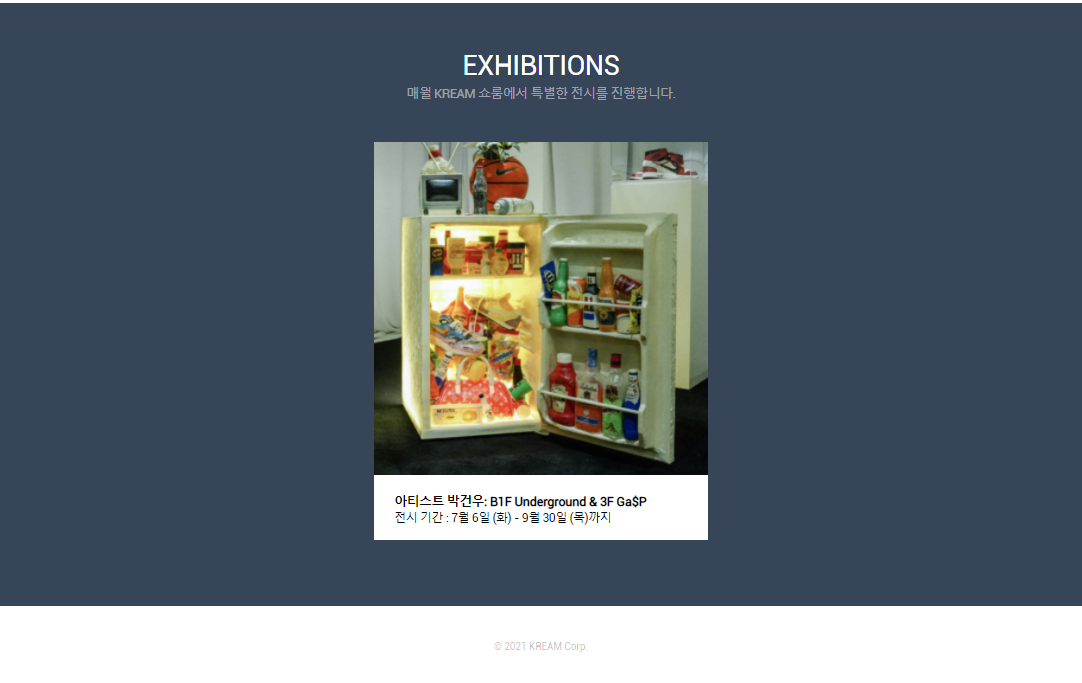 EXHIBITIONS
매월 KREAM 쇼룸에서 특별한 전시를 진행합니다.
아티스트 박건우: B1F Underground & 3F Ga$P
전시 기간 : 7월 6일 (화) - 9월 30일 (목)까지
© 2021 KREAM Corp.